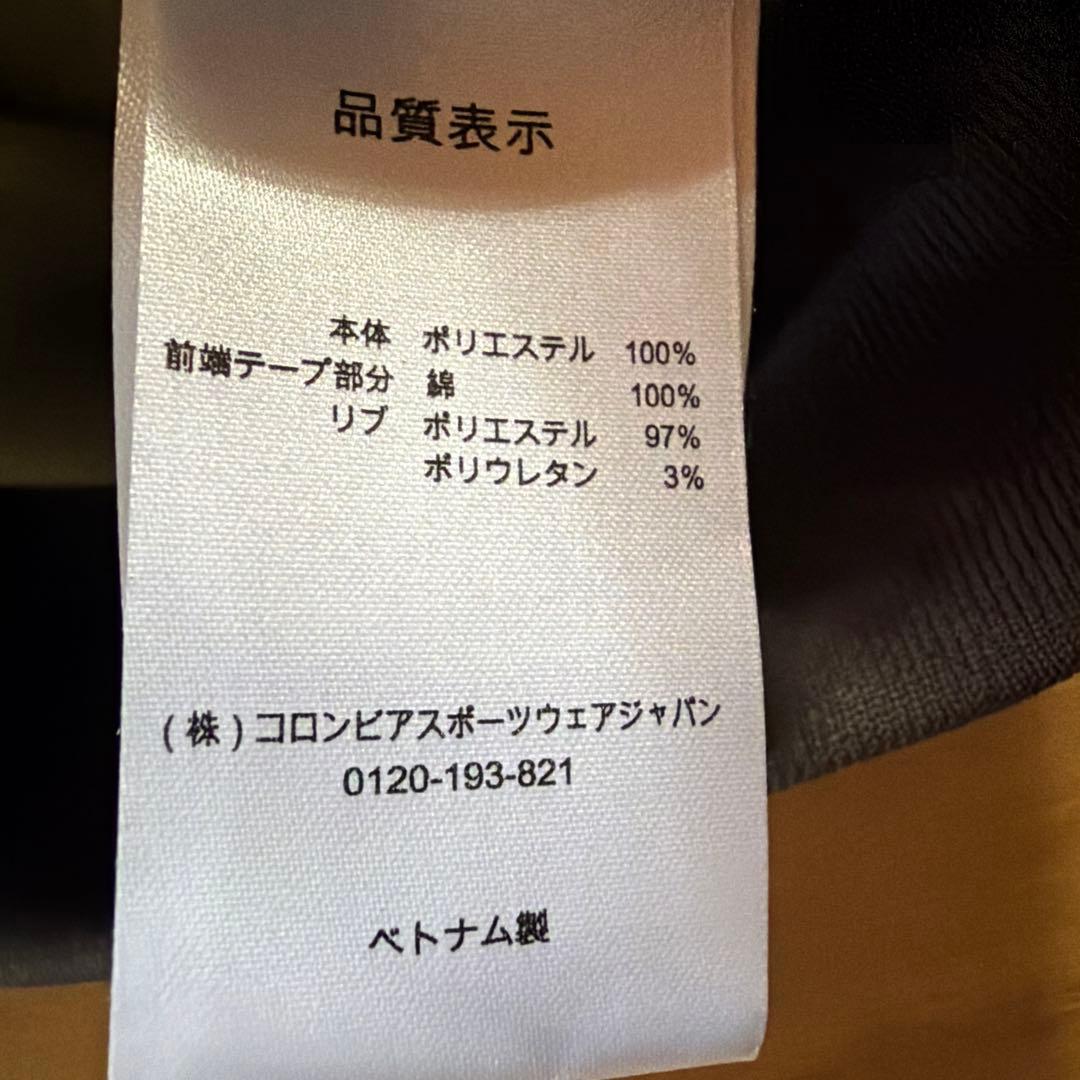 品質表示
本体 ポリエステル 100%
前端テープ部分 綿 100%
リブ ポリエステル 97%
ポリウレタン 3%
(株)コロンビアスポーツウェアジャパン
0120-193-821
ベトナム製